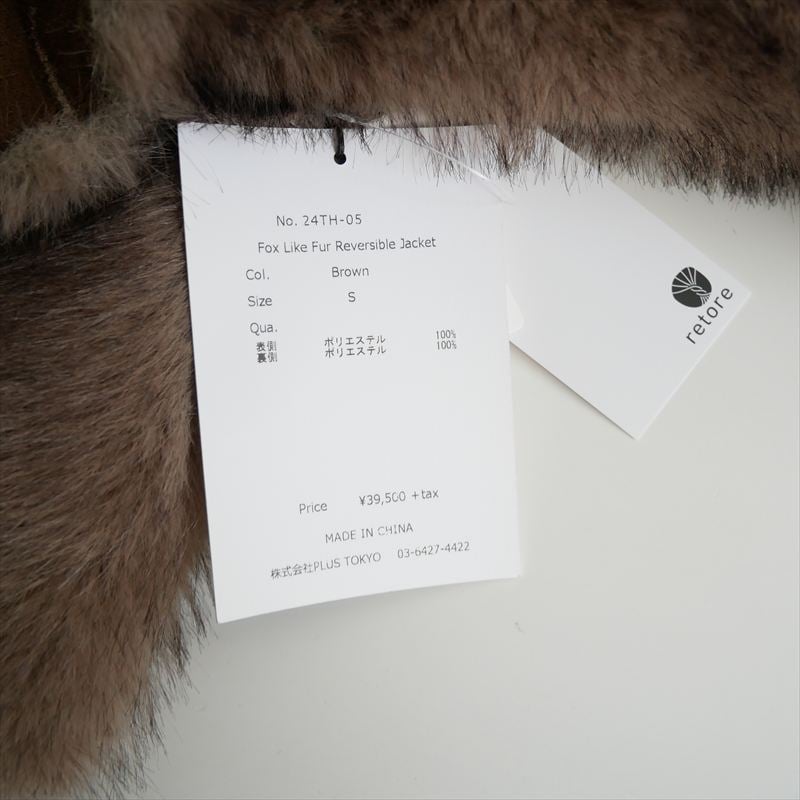 No. 24TH-05
Fox Like Fur Reversible Jacket
Col. Brown
Size S
Qua.
表側 ポリエステル 100%
裏側 ポリエステル 100%
Price ¥39,500 +tax
MADE IN CHINA
株式会社PLUS TOKYO 03-6427-4422
retore